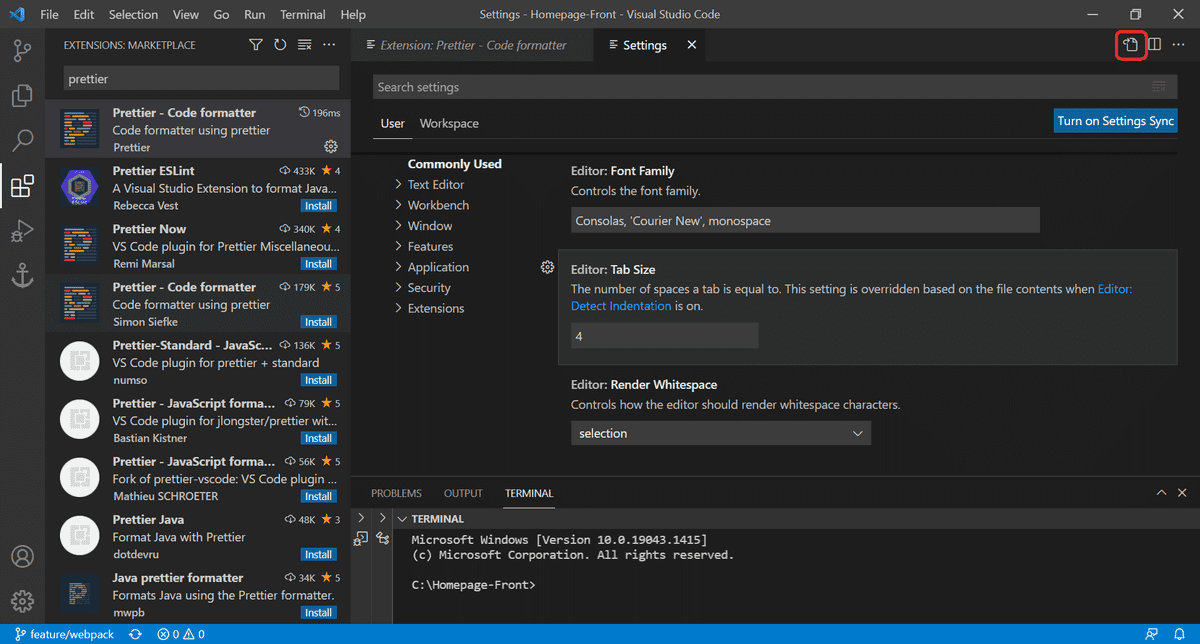 File Edit Selection View Go Run Terminal Help
Settings - Homepage-Front - Visual Studio Code
EXTENSIONS: MARKETPLACE
prettier
Prettier - Code formatter 196ms
Code formatter using prettier
Prettier
Prettier ESLint 433K ★ 4
A Visual Studio Extension to format Java...
Rebecca Vest Install
Prettier Now 340K ★ 4
VS Code plugin for Prettier Miscellaneou...
Remi Marsal Install
Prettier - Code formatter 179K ★ 5
Code formatter using prettier
Simon Siefke Install
Prettier-Standard - JavaSc... 136K ★ 5
VS Code plugin for prettier + standard
numso Install
Prettier - JavaScript forma... 79K ★ 5
VS Code plugin for jlongster/prettier wit...
Bastian Kistner Install
Prettier - JavaScript forma... 56K ★ 5
Fork of prettier-vscode: VS Code plugin ...
Mathieu SCHROETER Install
Prettier Java 48K ★ 3
Format Java with Prettier
dotdevru Install
Java prettier formatter 34K ★ 5
Formats Java using the Prettier formatter.
mwpb Install
Extension: Prettier - Code formatter
Settings
Search settings
User Workspace
Turn on Settings Sync
Commonly Used
Text Editor
Workbench
Window
Features
Application
Security
Extensions
Editor: Font Family
Controls the font family.
Consolas, 'Courier New', monospace
Editor: Tab Size
The number of spaces a tab is equal to. This setting is overridden based on the file contents when Editor:
Detect Indentation is on.
4
Editor: Render Whitespace
Controls how the editor should render whitespace characters.
selection
PROBLEMS OUTPUT TERMINAL
TERMINAL
Microsoft Windows [Version 10.0.19043.1415]
(c) Microsoft Corporation. All rights reserved.
C:\Homepage-Front>
feature/webpack 0 0